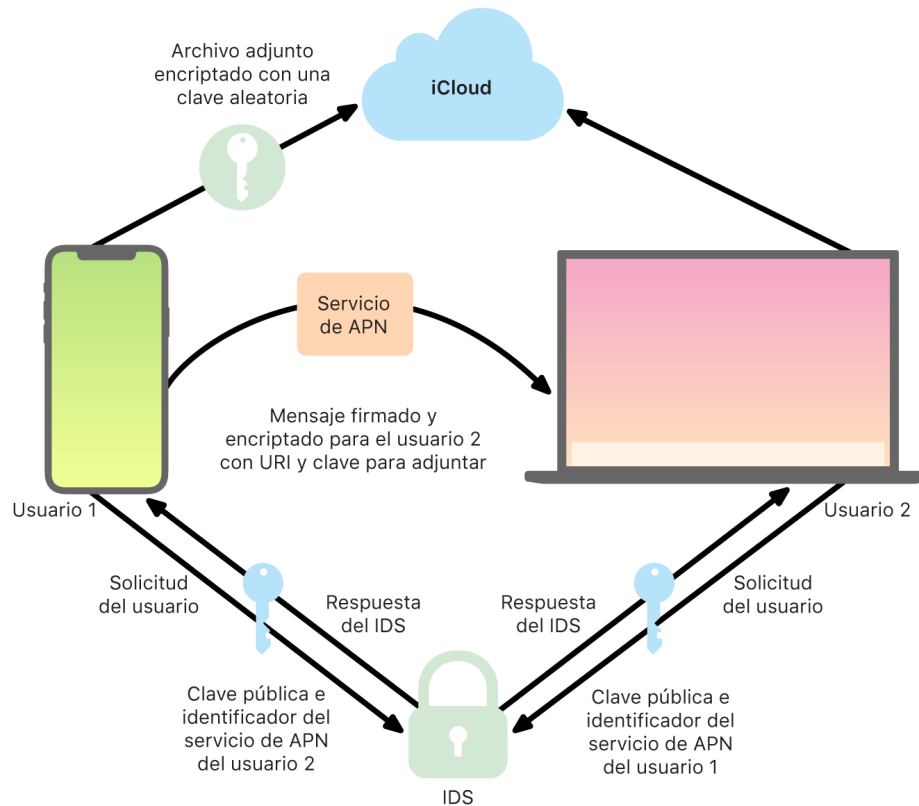 Archivo adjunto
encriptado con una
clave aleatoria
iCloud
Servicio
de APN
Mensaje firmado y
encriptado para el usuario 2
con URI y clave para adjuntar
Usuario 1
Usuario 2
Solicitud
del usuario
Respuesta
del IDS
Respuesta
del IDS
Solicitud
del usuario
Clave pública e
identificador del
servicio de APN
del usuario 2
Clave pública e
identificador del
servicio de APN
del usuario 1
IDS